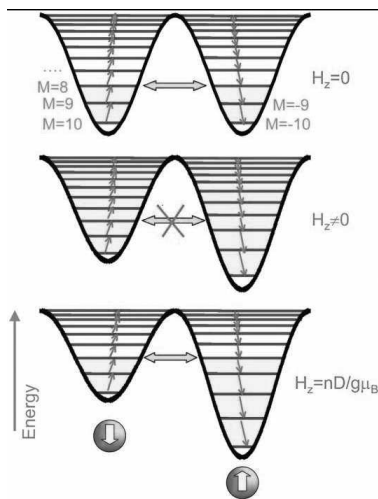 ....
M=8
M=9
M=10
M=-9
M=-10
H_z=0
H_z≠0
H_z=nD/gμ_B
Energy